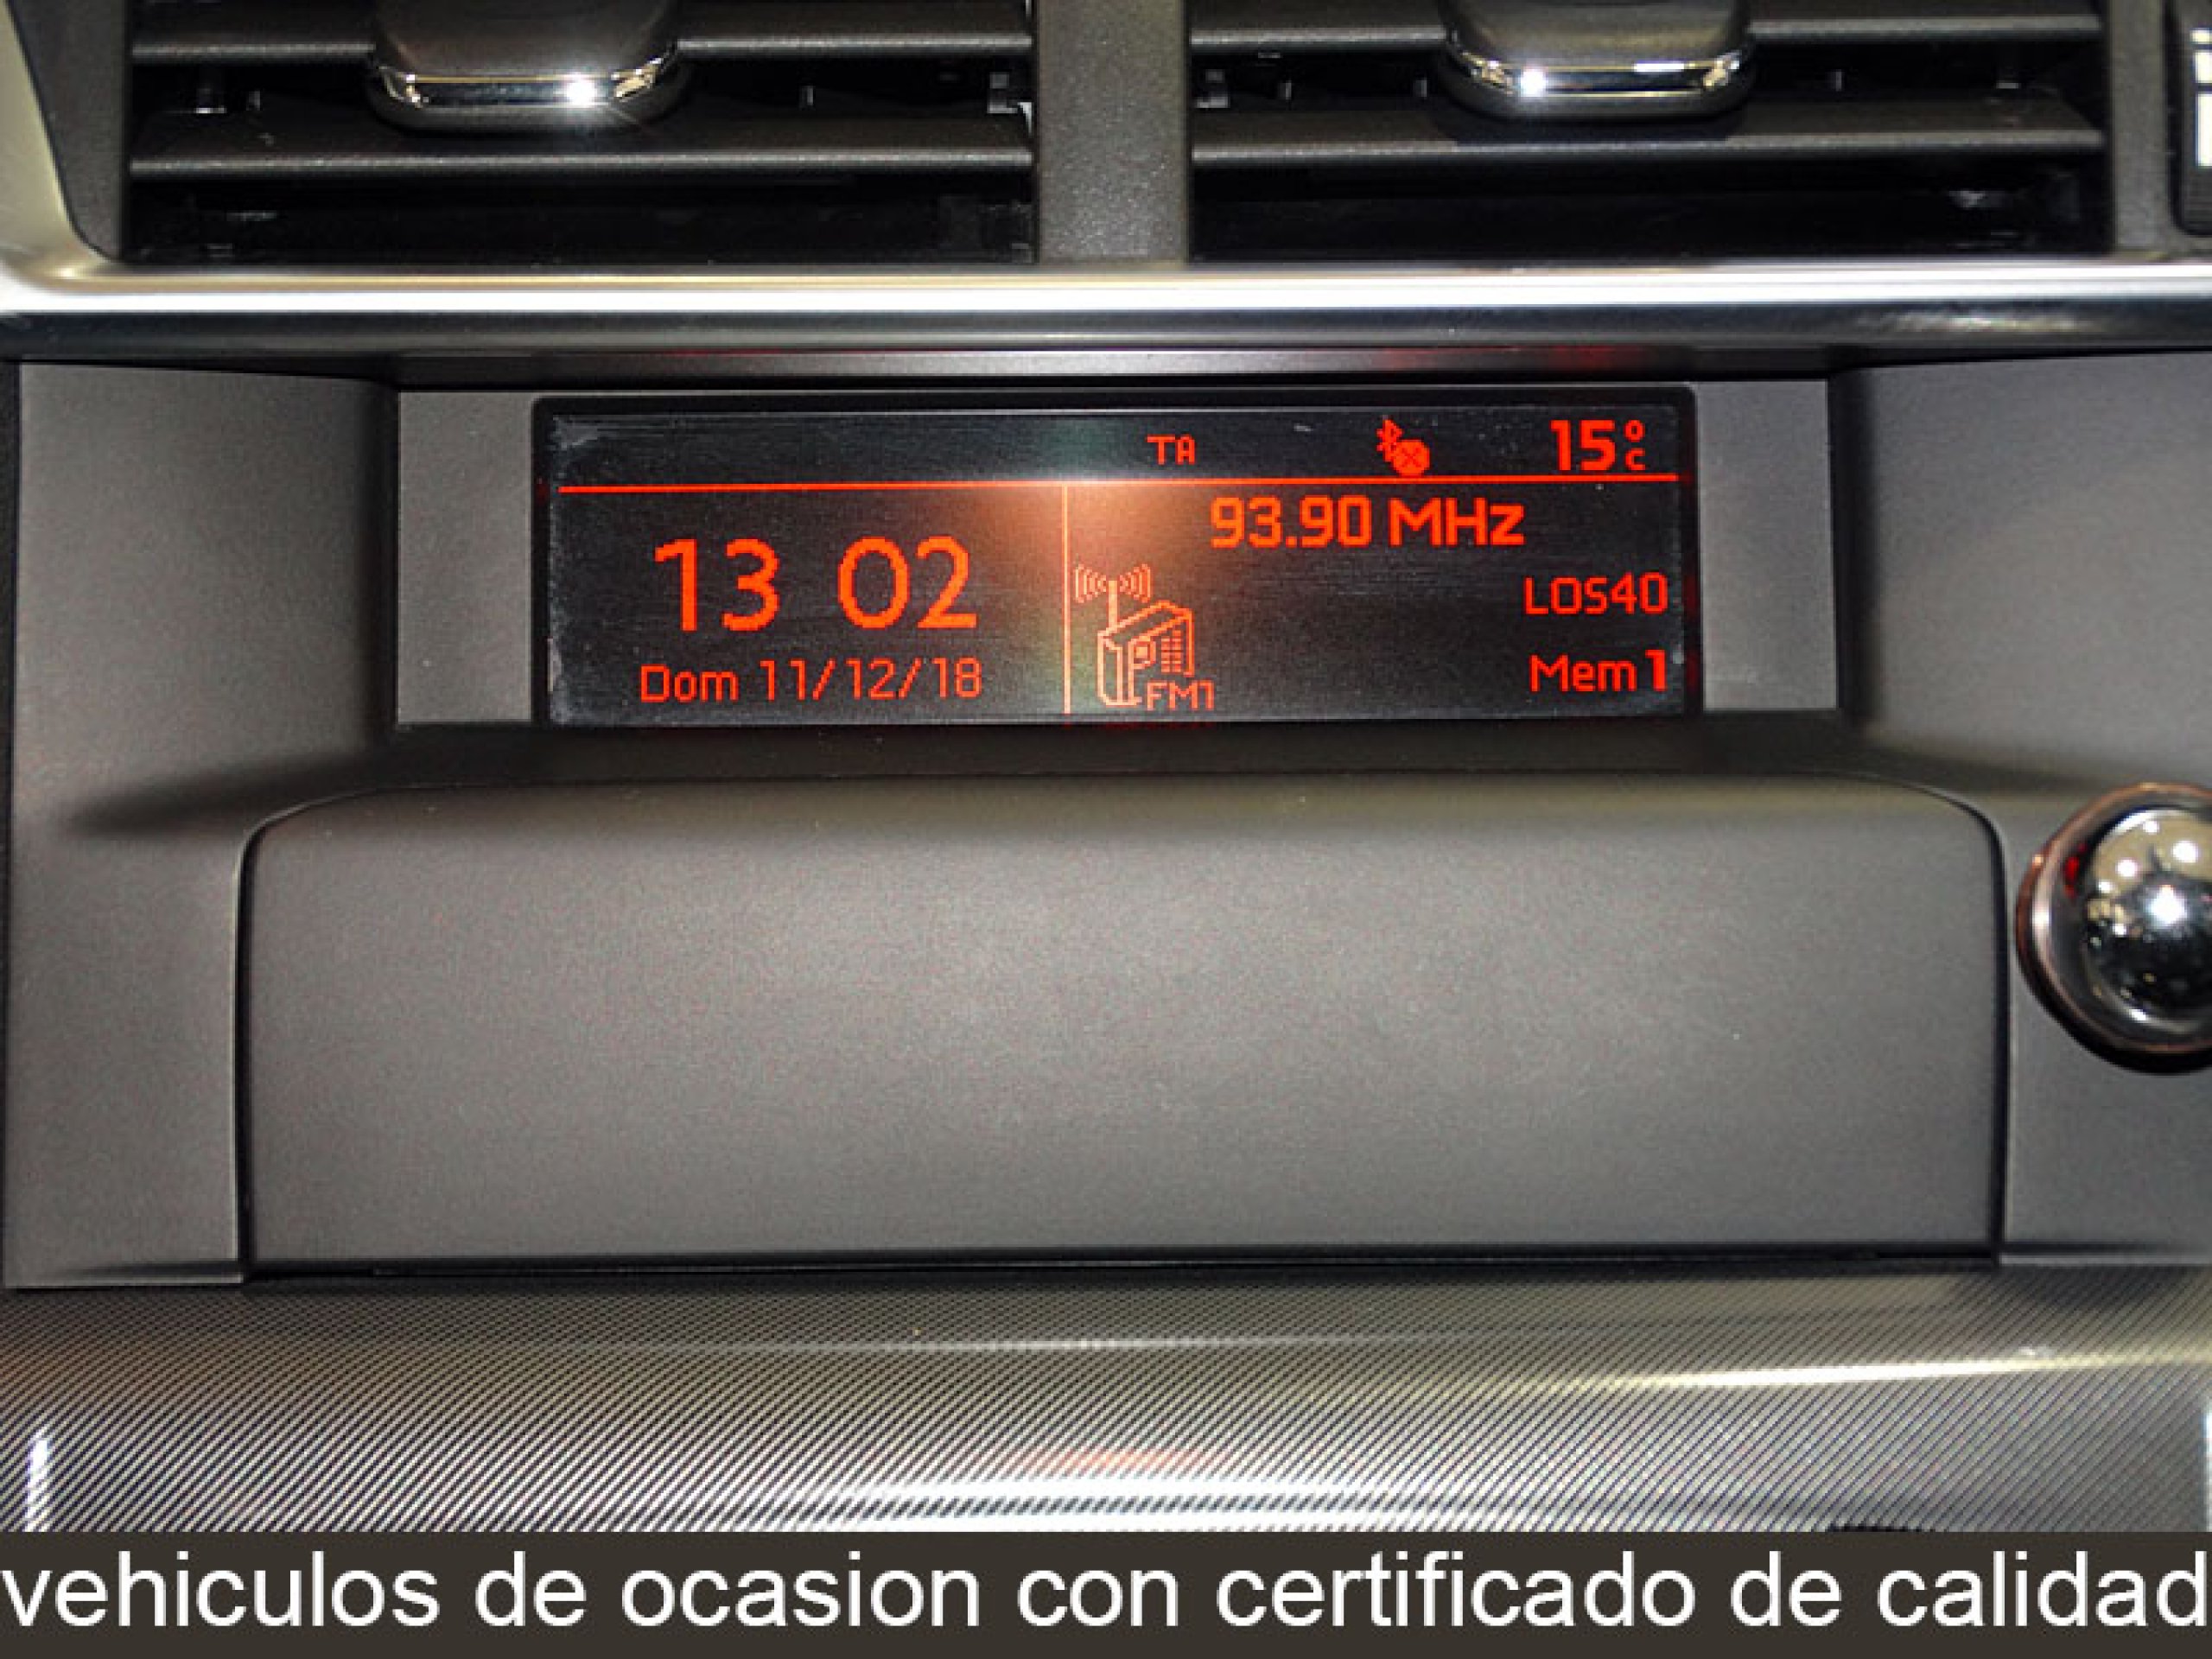 TA 15°C
93.90 MHz
13 02
LOS40
Dom 11/12/18
Mem 1
FM1
vehiculos de ocasion con certificado de calidad